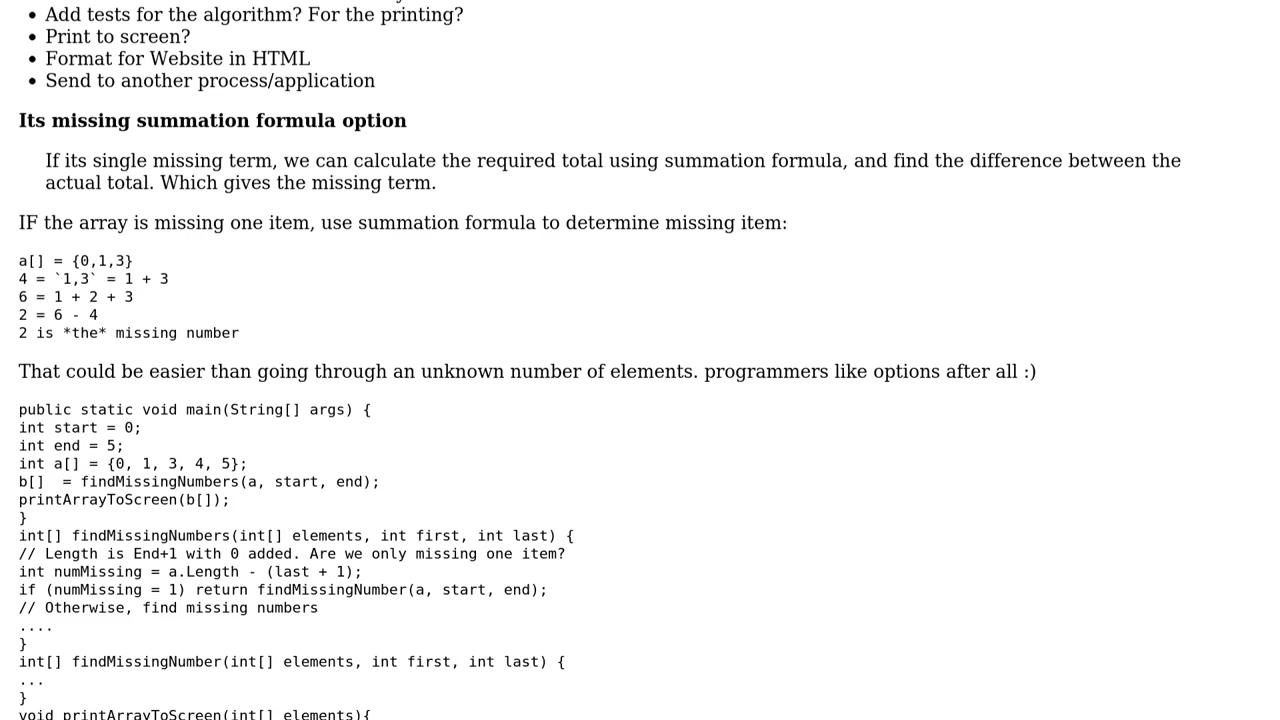 Add tests for the algorithm? For the printing?
Print to screen?
Format for Website in HTML
Send to another process/application
Its missing summation formula option
If its single missing term, we can calculate the required total using summation formula, and find the difference between the
actual total. Which gives the missing term.
IF the array is missing one item, use summation formula to determine missing item:
a[] = {0,1,3}
4 = `1,3` = 1 + 3
6 = 1 + 2 + 3
2 = 6 - 4
2 is *the* missing number
That could be easier than going through an unknown number of elements. programmers like options after all :)
public static void main(String[] args) {
int start = 0;
int end = 5;
int a[] = {0, 1, 3, 4, 5};
b[]  = findMissingNumbers(a, start, end);
printArrayToScreen(b[]);
}
int[] findMissingNumbers(int[] elements, int first, int last) {
// Length is End+1 with 0 added. Are we only missing one item?
int numMissing = a.Length - (last + 1);
if (numMissing = 1) return findMissingNumber(a, start, end);
// Otherwise, find missing numbers
....
}
int[] findMissingNumber(int[] elements, int first, int last) {
...
}
void printArrayToScreen(int[] elements){